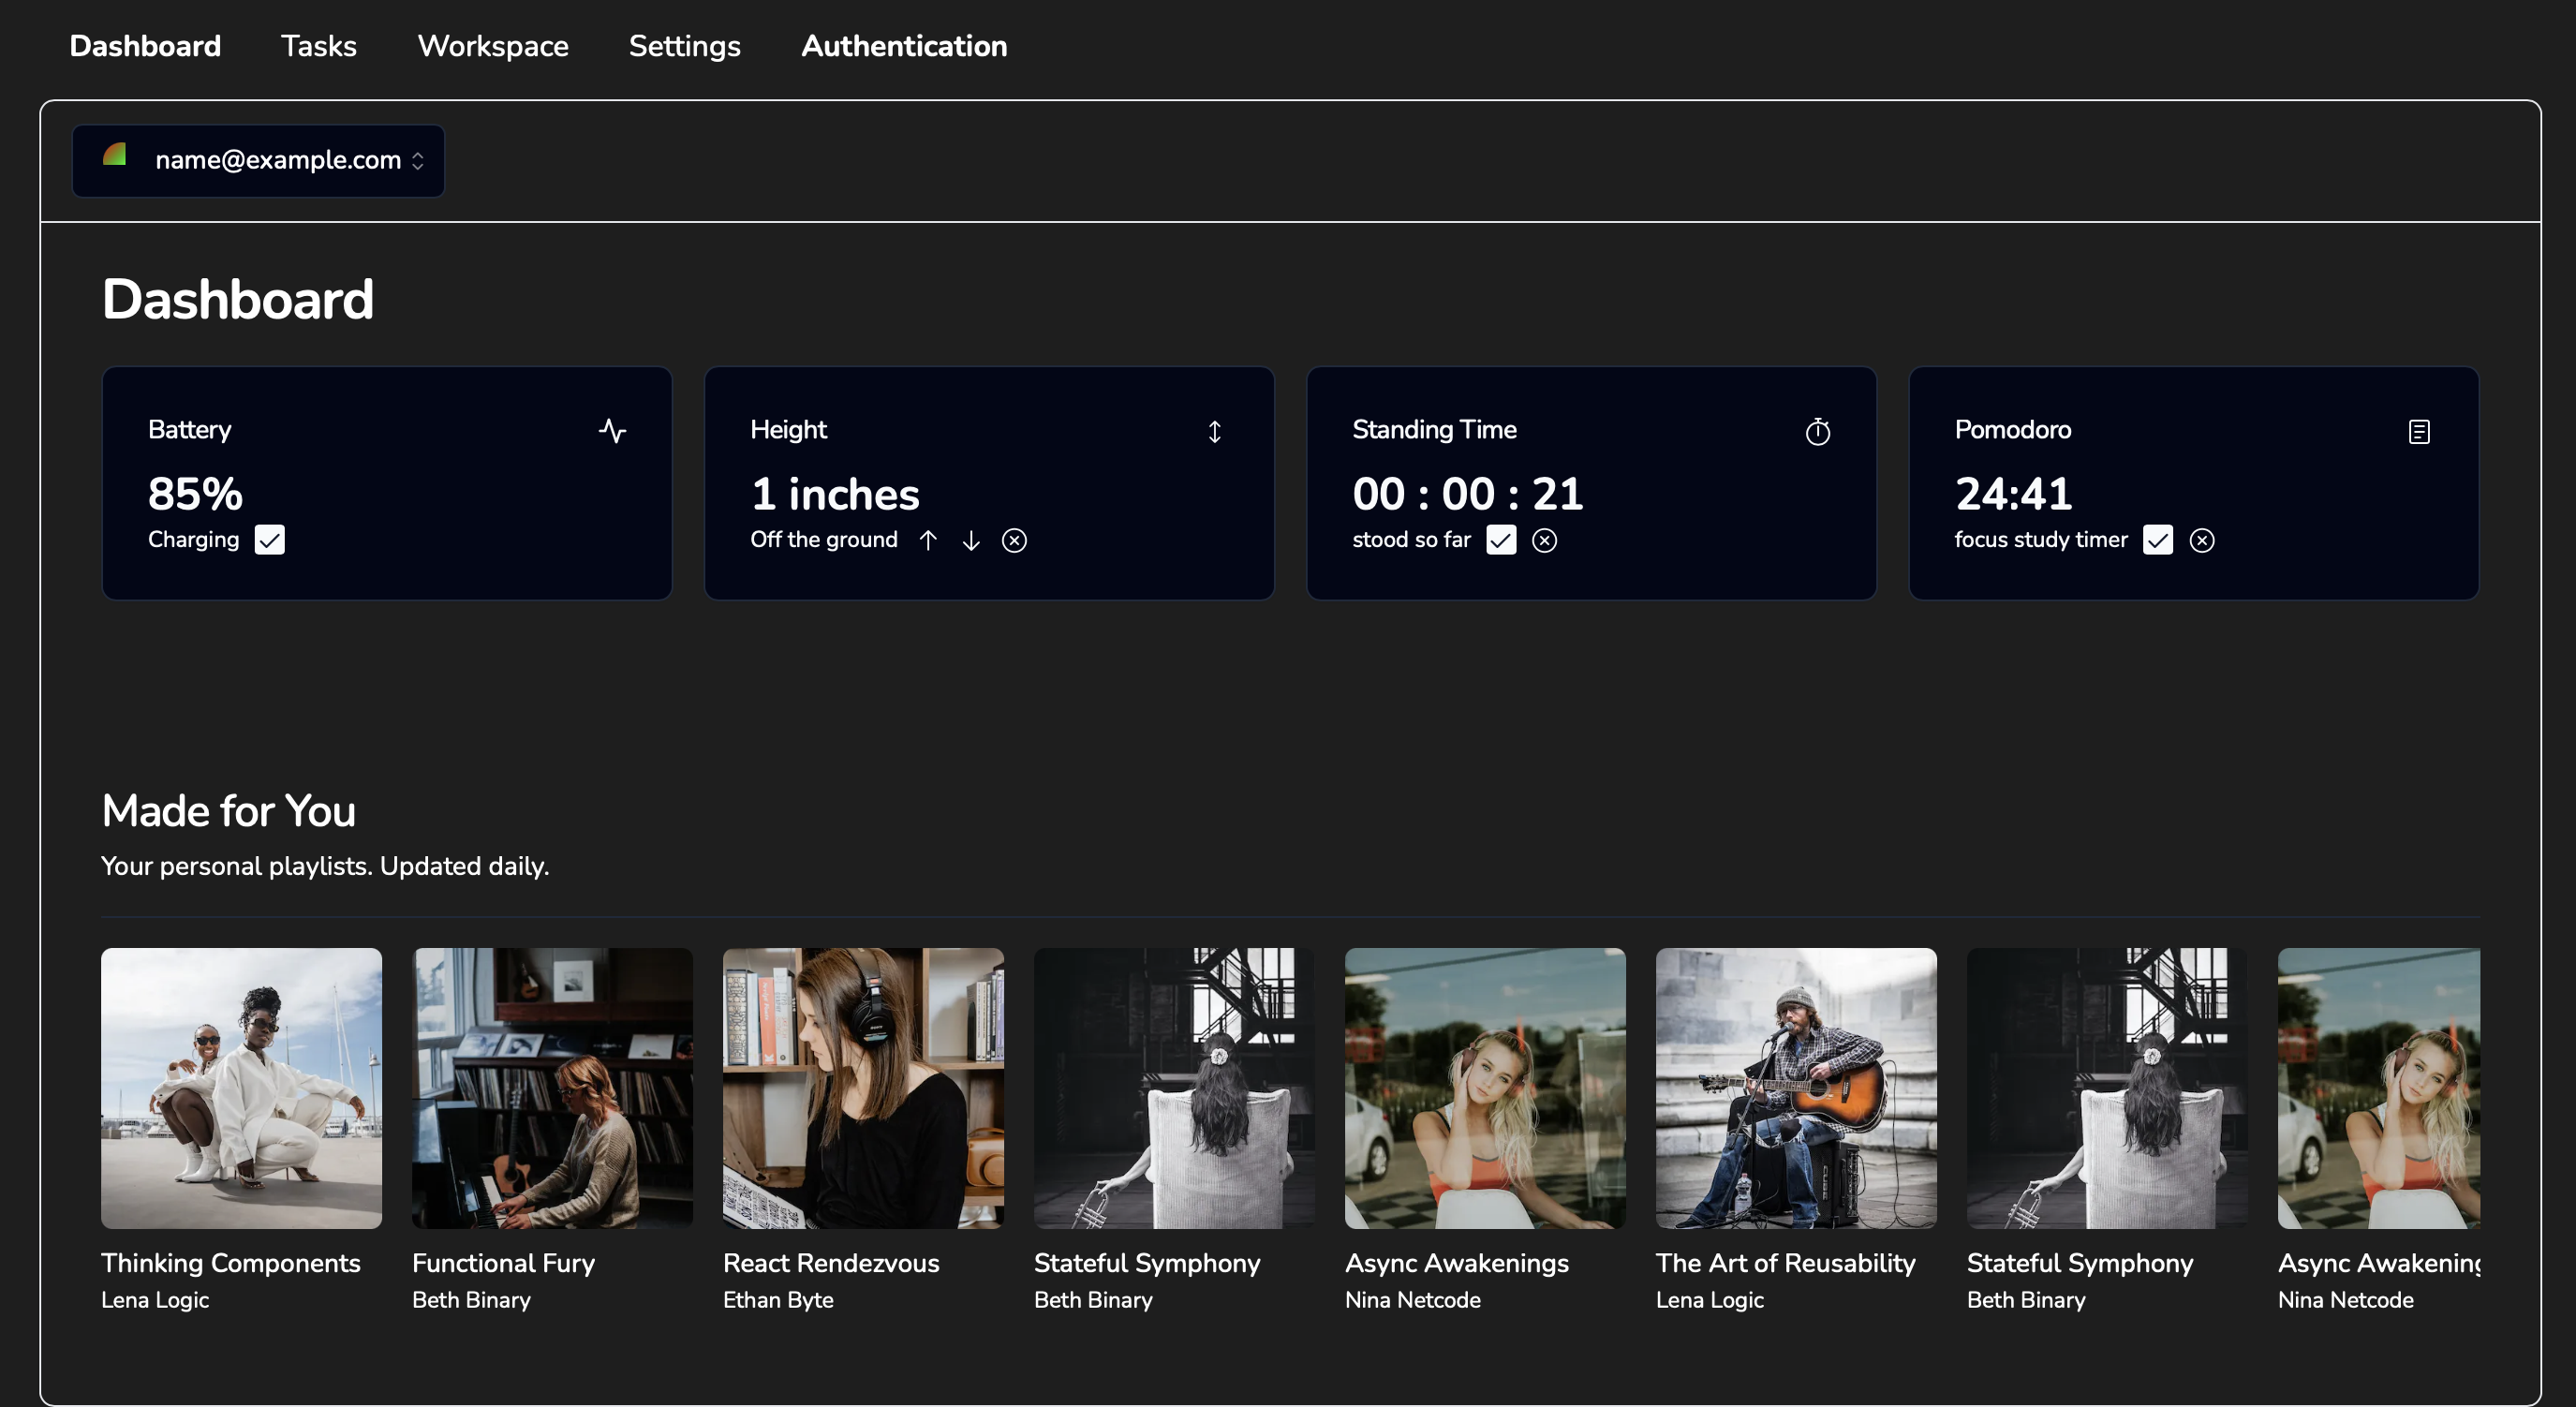 Dashboard Tasks Workspace Settings Authentication
name@example.com
Dashboard
Battery
85%
Charging
Height
1 inches
Off the ground
Standing Time
00 : 00 : 21
stood so far
Pomodoro
24:41
focus study timer
Made for You
Your personal playlists. Updated daily.
Thinking Components
Lena Logic
Functional Fury
Beth Binary
React Rendezvous
Ethan Byte
Stateful Symphony
Beth Binary
Async Awakenings
Nina Netcode
The Art of Reusability
Lena Logic
Stateful Symphony
Beth Binary
Async Awakening
Nina Netcode